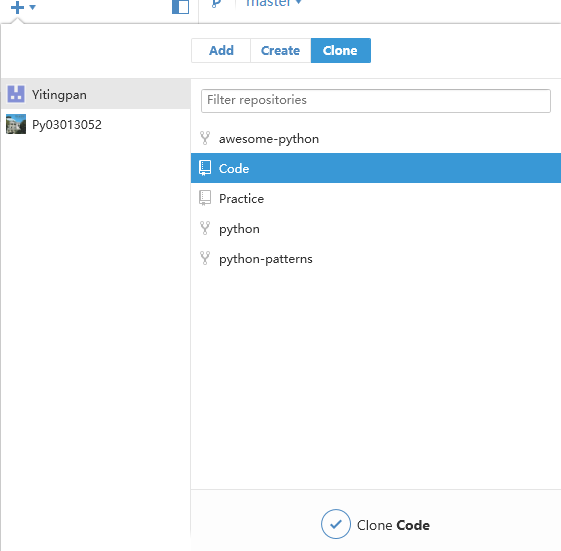 master
Add Create Clone
Yitingpan
Py03013052
Filter repositories
awesome-python
Code
Practice
python
python-patterns
Clone Code